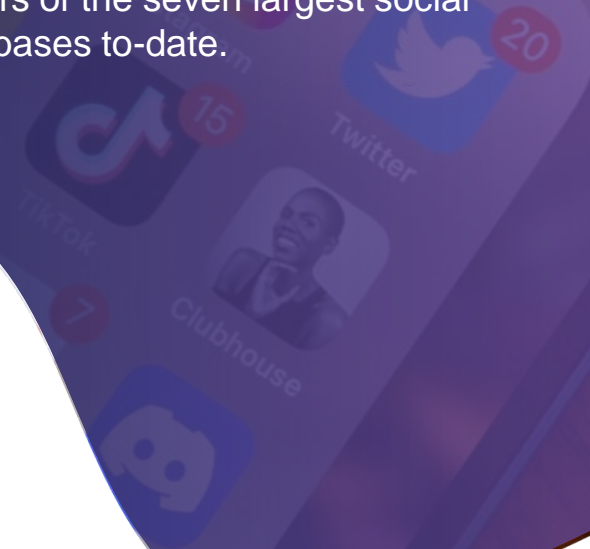 rs of the seven largest social
bases to-date.
20
15
Twitter
TikTok
7
Clubhouse